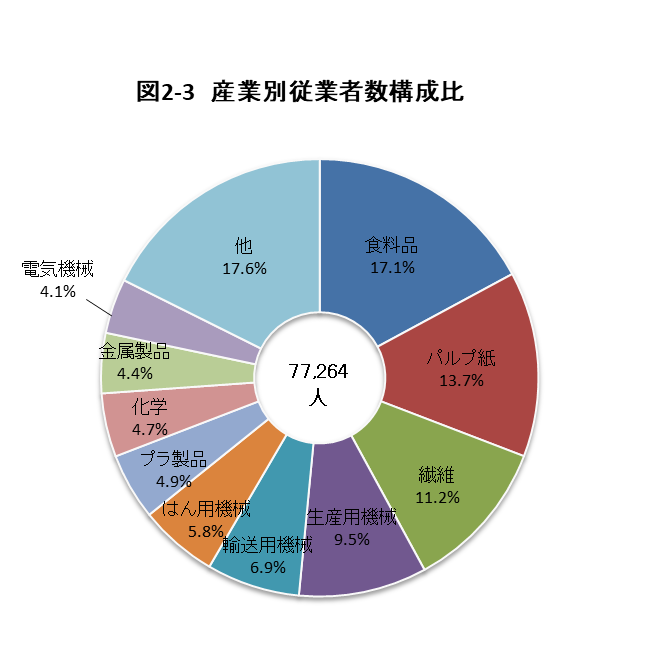 図2-3 産業別従業者数構成比
食料品
17.1%
パルプ紙
13.7%
繊維
11.2%
生産用機械
9.5%
輸送用機械
6.9%
はん用機械
5.8%
プラ製品
4.9%
化学
4.7%
金属製品
4.4%
電気機械
4.1%
他
17.6%
77,264
人